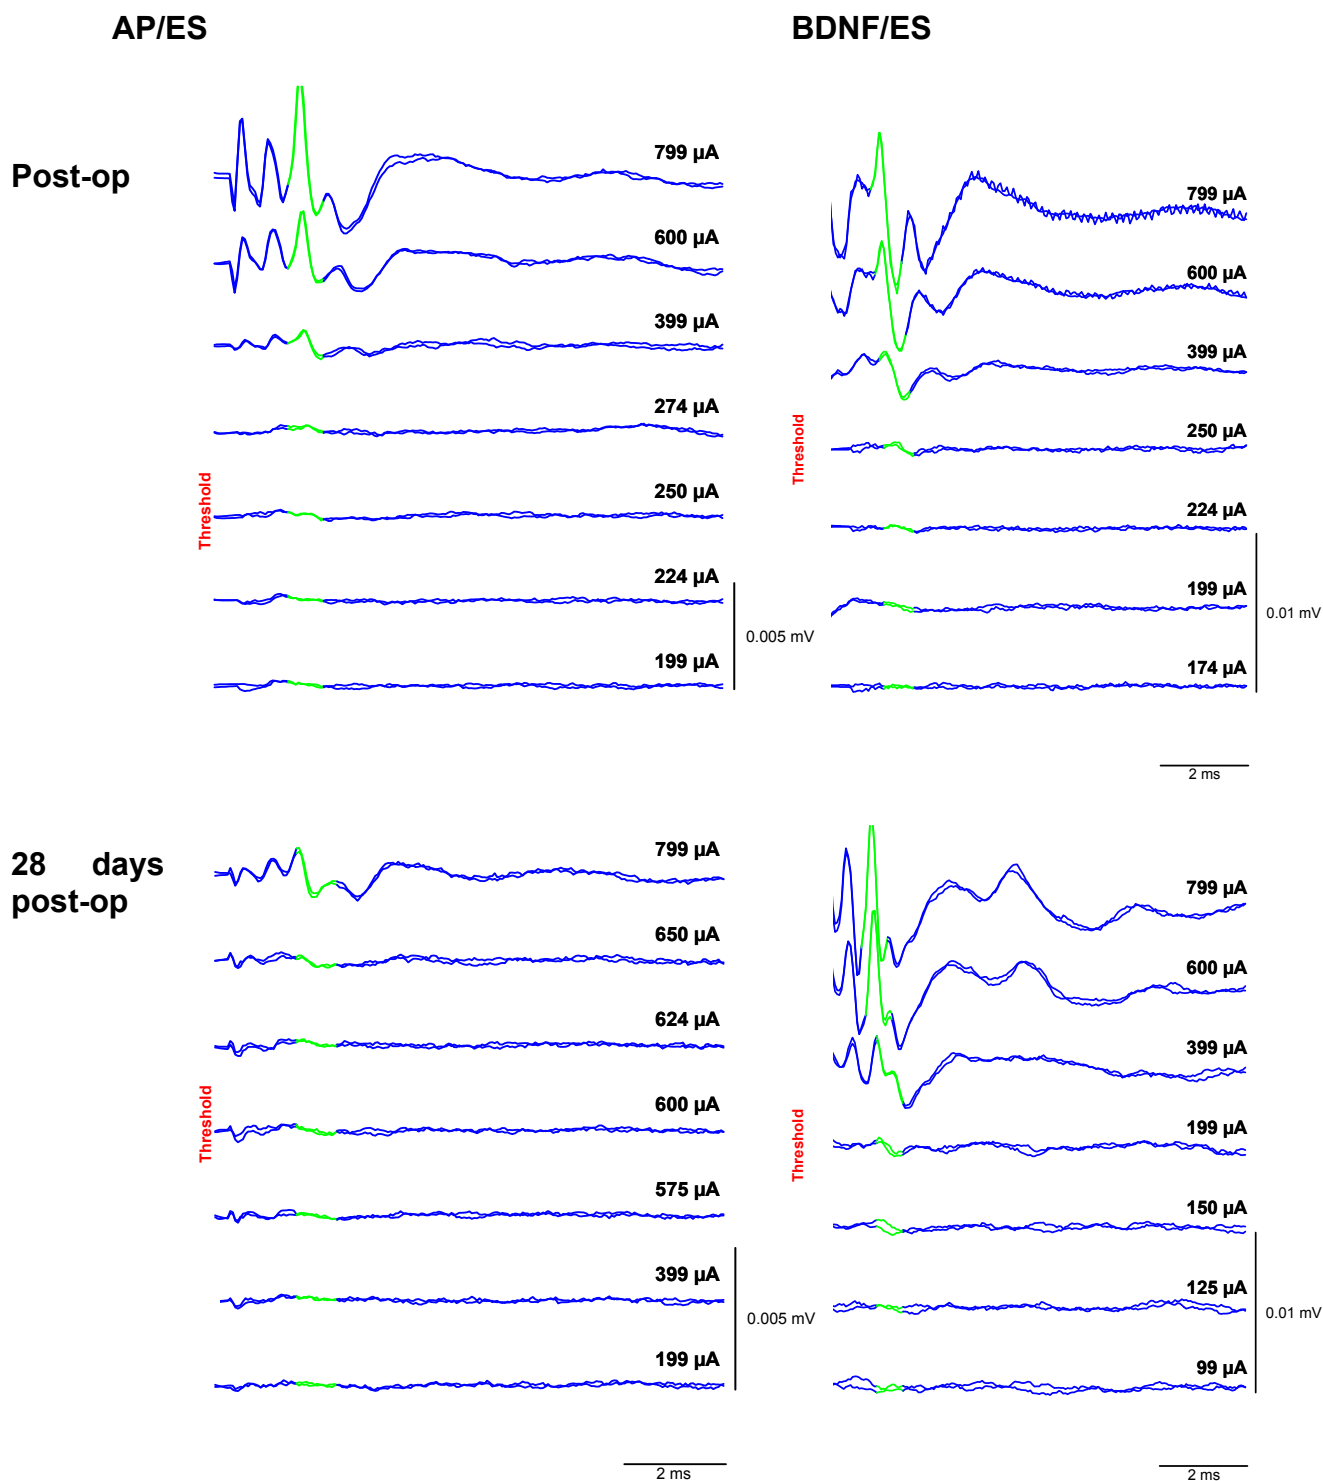 AP/ES
BDNF/ES
Post-op
799 µA
600 µA
399 µA
274 µA
Threshold
250 µA
224 µA
0.005 mV
199 µA
799 µA
600 µA
399 µA
Threshold
250 µA
224 µA
199 µA
0.01 mV
174 µA
2 ms
28 days
post-op
799 µA
650 µA
624 µA
Threshold
600 µA
575 µA
399 µA
0.005 mV
199 µA
2 ms
799 µA
600 µA
399 µA
Threshold
199 µA
150 µA
125 µA
0.01 mV
99 µA
2 ms